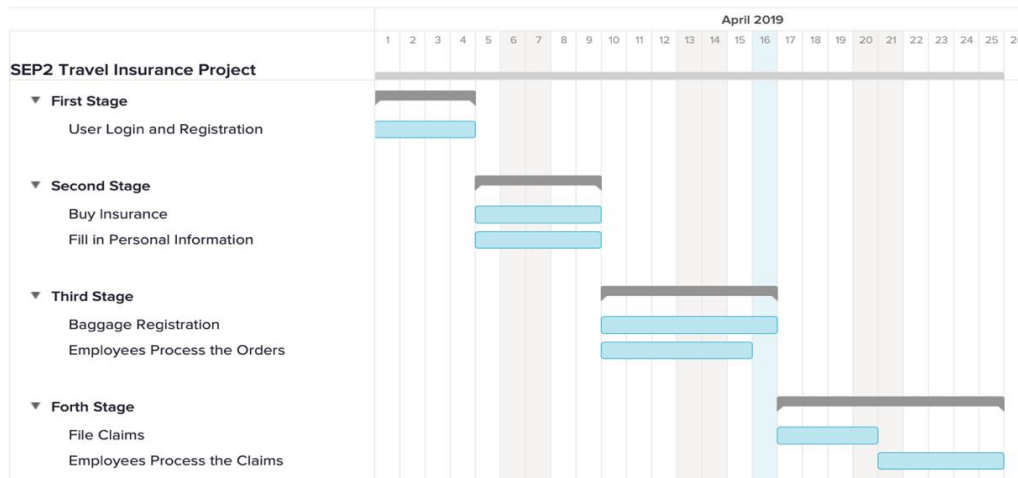 April 2019
1 2 3 4 5 6 7 8 9 10 11 12 13 14 15 16 17 18 19 20 21 22 23 24 25
SEP2 Travel Insurance Project
First Stage
User Login and Registration
Second Stage
Buy Insurance
Fill in Personal Information
Third Stage
Baggage Registration
Employees Process the Orders
Forth Stage
File Claims
Employees Process the Claims